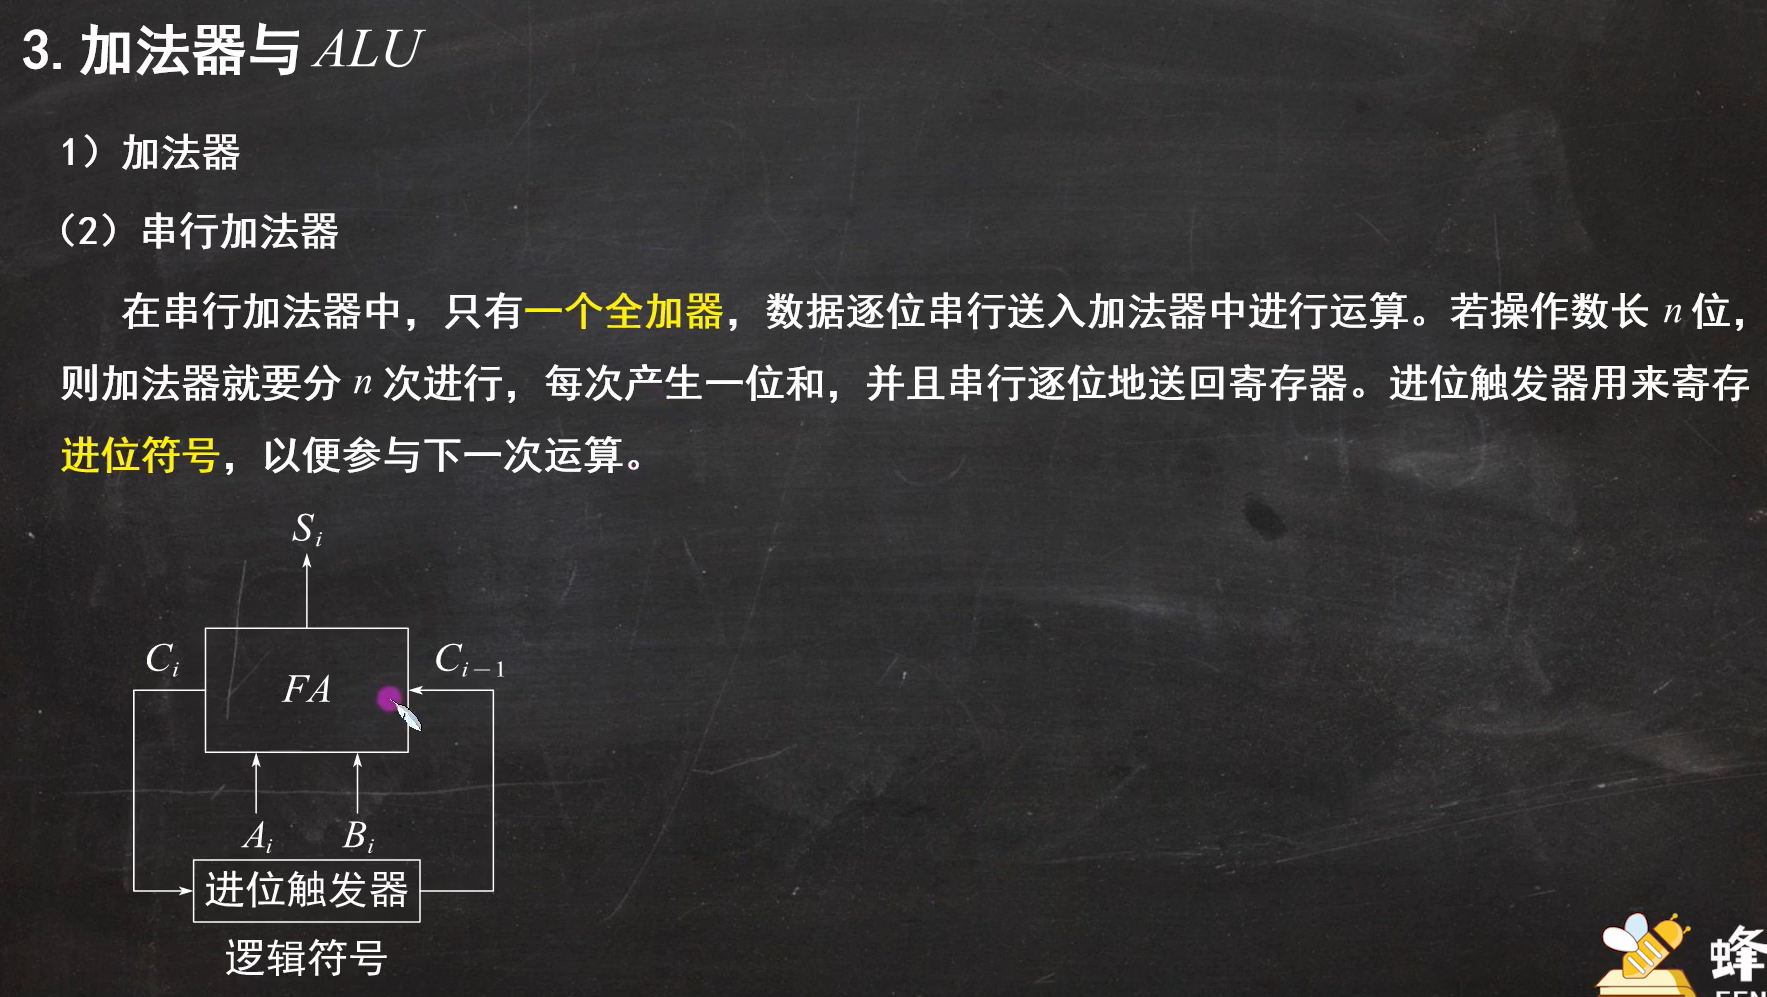 3. 加法器与 ALU
1）加法器
（2）串行加法器
在串行加法器中，只有一个全加器，数据逐位串行送入加法器中进行运算。若操作数长 n 位，
则加法器就要分 n 次进行，每次产生一位和，并且串行逐位地送回寄存器。进位触发器用来寄存
进位符号，以便参与下一次运算。
S_i
C_i
FA
C_{i-1}
A_i
B_i
进位触发器
逻辑符号
蜂